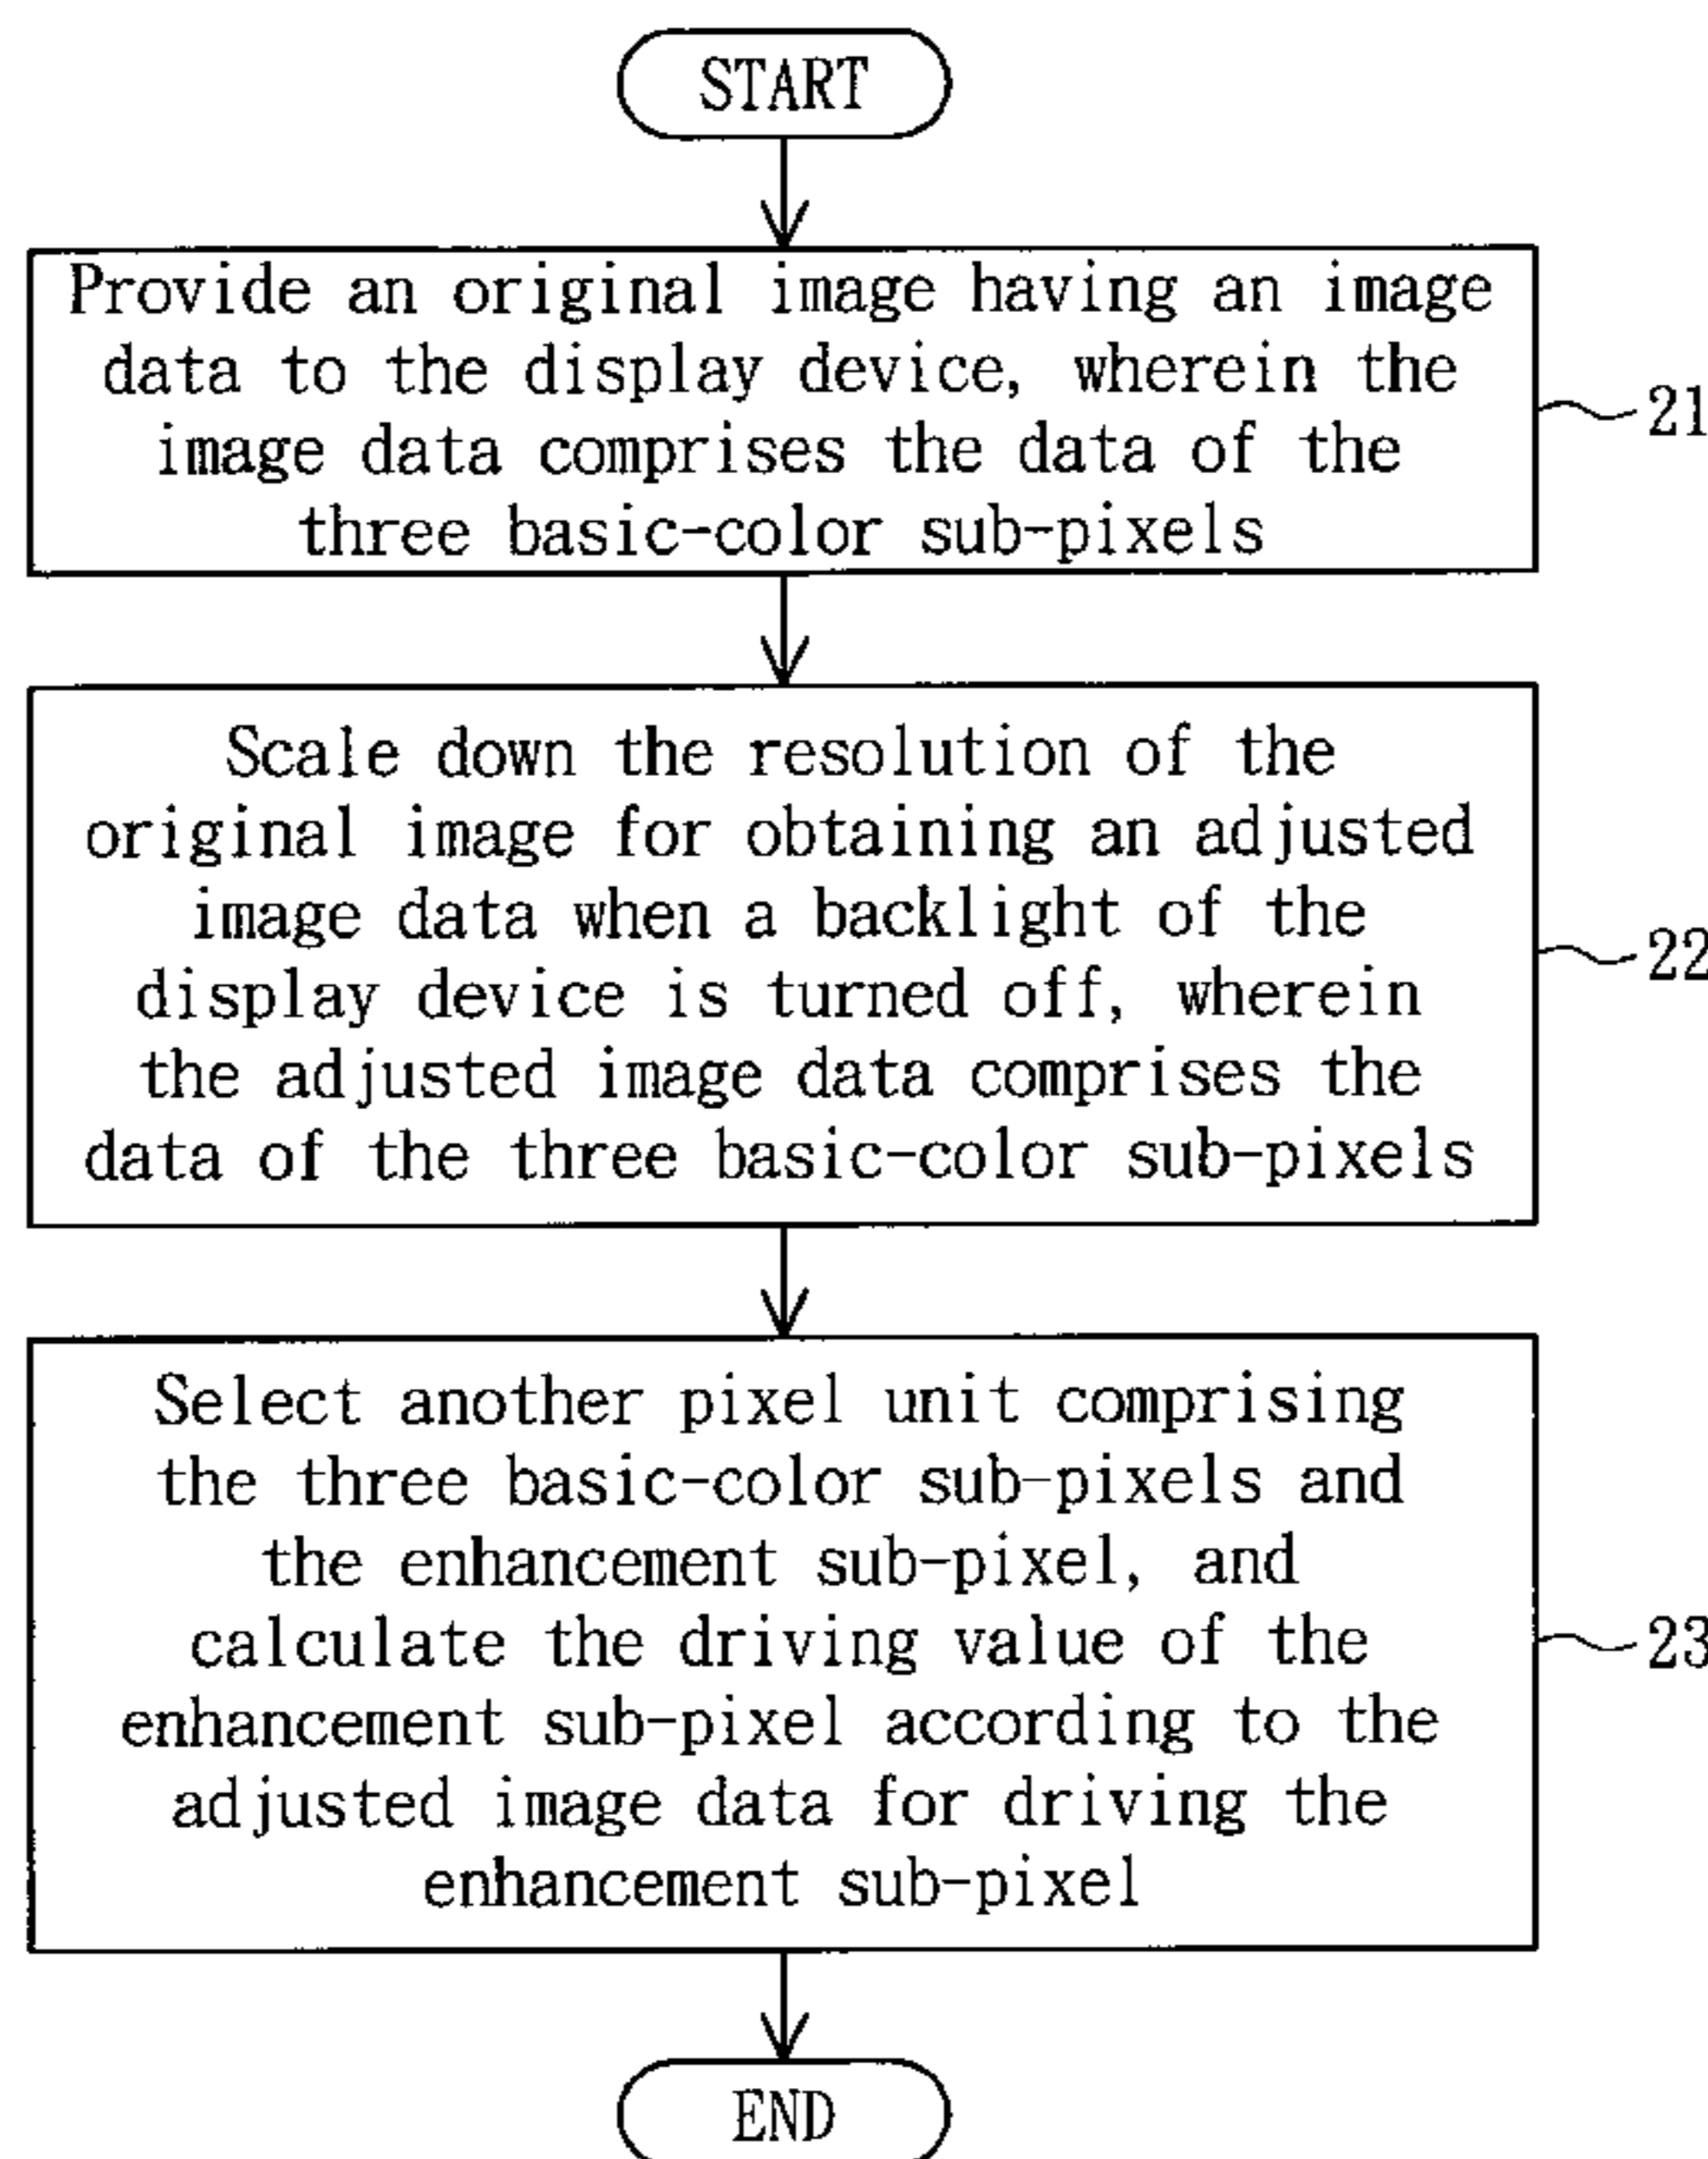 START
Provide an original image having an image
data to the display device, wherein the
image data comprises the data of the
three basic-color sub-pixels
21
Scale down the resolution of the
original image for obtaining an adjusted
image data when a backlight of the
display device is turned off, wherein
the adjusted image data comprises the
data of the three basic-color sub-pixels
22
Select another pixel unit comprising
the three basic-color sub-pixels and
the enhancement sub-pixel, and
calculate the driving value of the
enhancement sub-pixel according to the
adjusted image data for driving the
enhancement sub-pixel
23
END